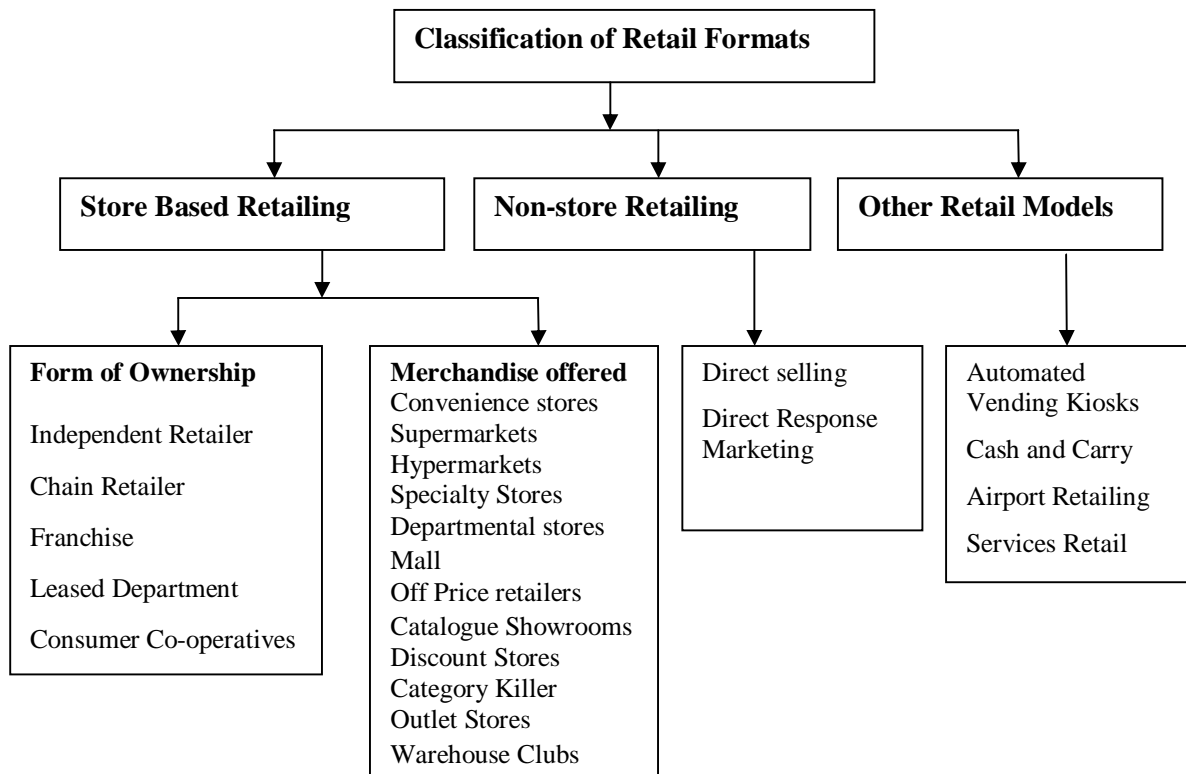 Classification of Retail Formats
Store Based Retailing
Non-store Retailing
Other Retail Models
Form of Ownership
Independent Retailer
Chain Retailer
Franchise
Leased Department
Consumer Co-operatives
Merchandise offered
Convenience stores
Supermarkets
Hypermarkets
Specialty Stores
Departmental stores
Mall
Off Price retailers
Catalogue Showrooms
Discount Stores
Category Killer
Outlet Stores
Warehouse Clubs
Direct selling
Direct Response
Marketing
Automated
Vending Kiosks
Cash and Carry
Airport Retailing
Services Retail